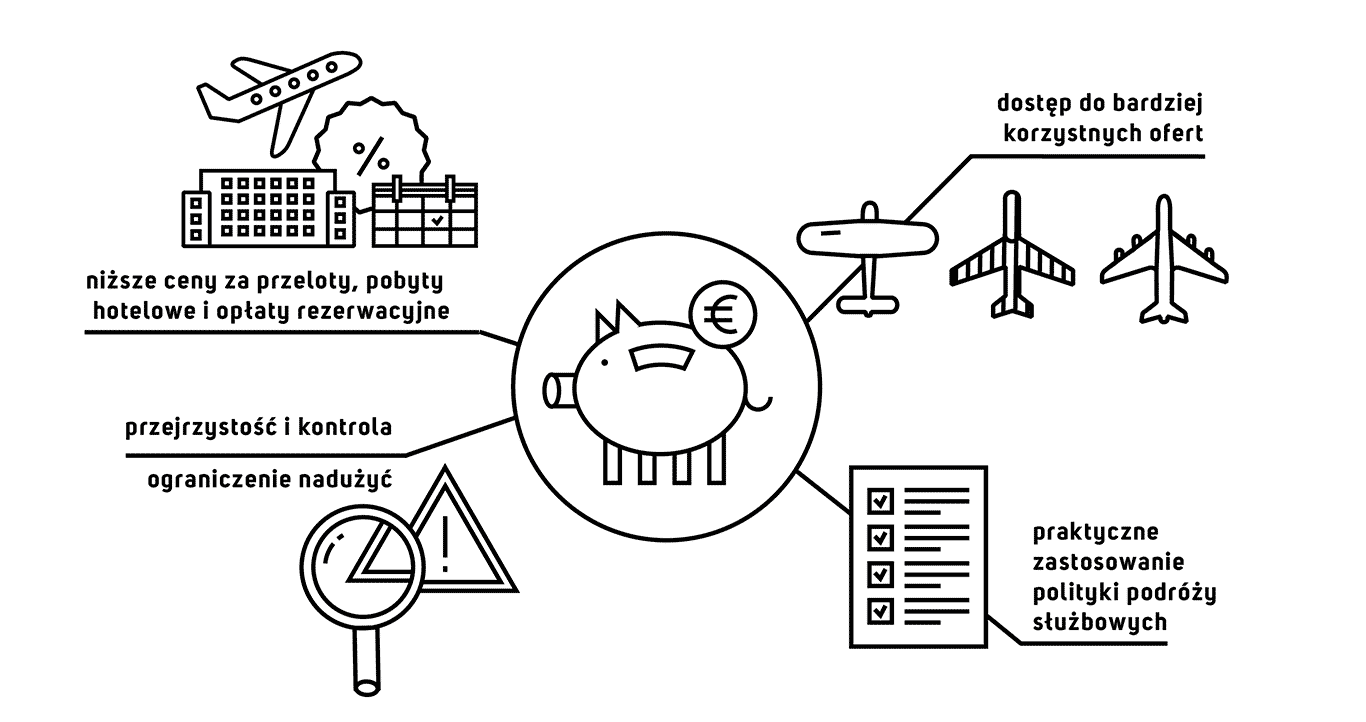 niższe ceny za przeloty, pobyty
hotelowe i opłaty rezerwacyjne
przejrzystość i kontrola
ograniczenie nadużyć
dostęp do bardziej
korzystnych ofert
praktyczne
zastosowanie
polityki podróży
służbowych